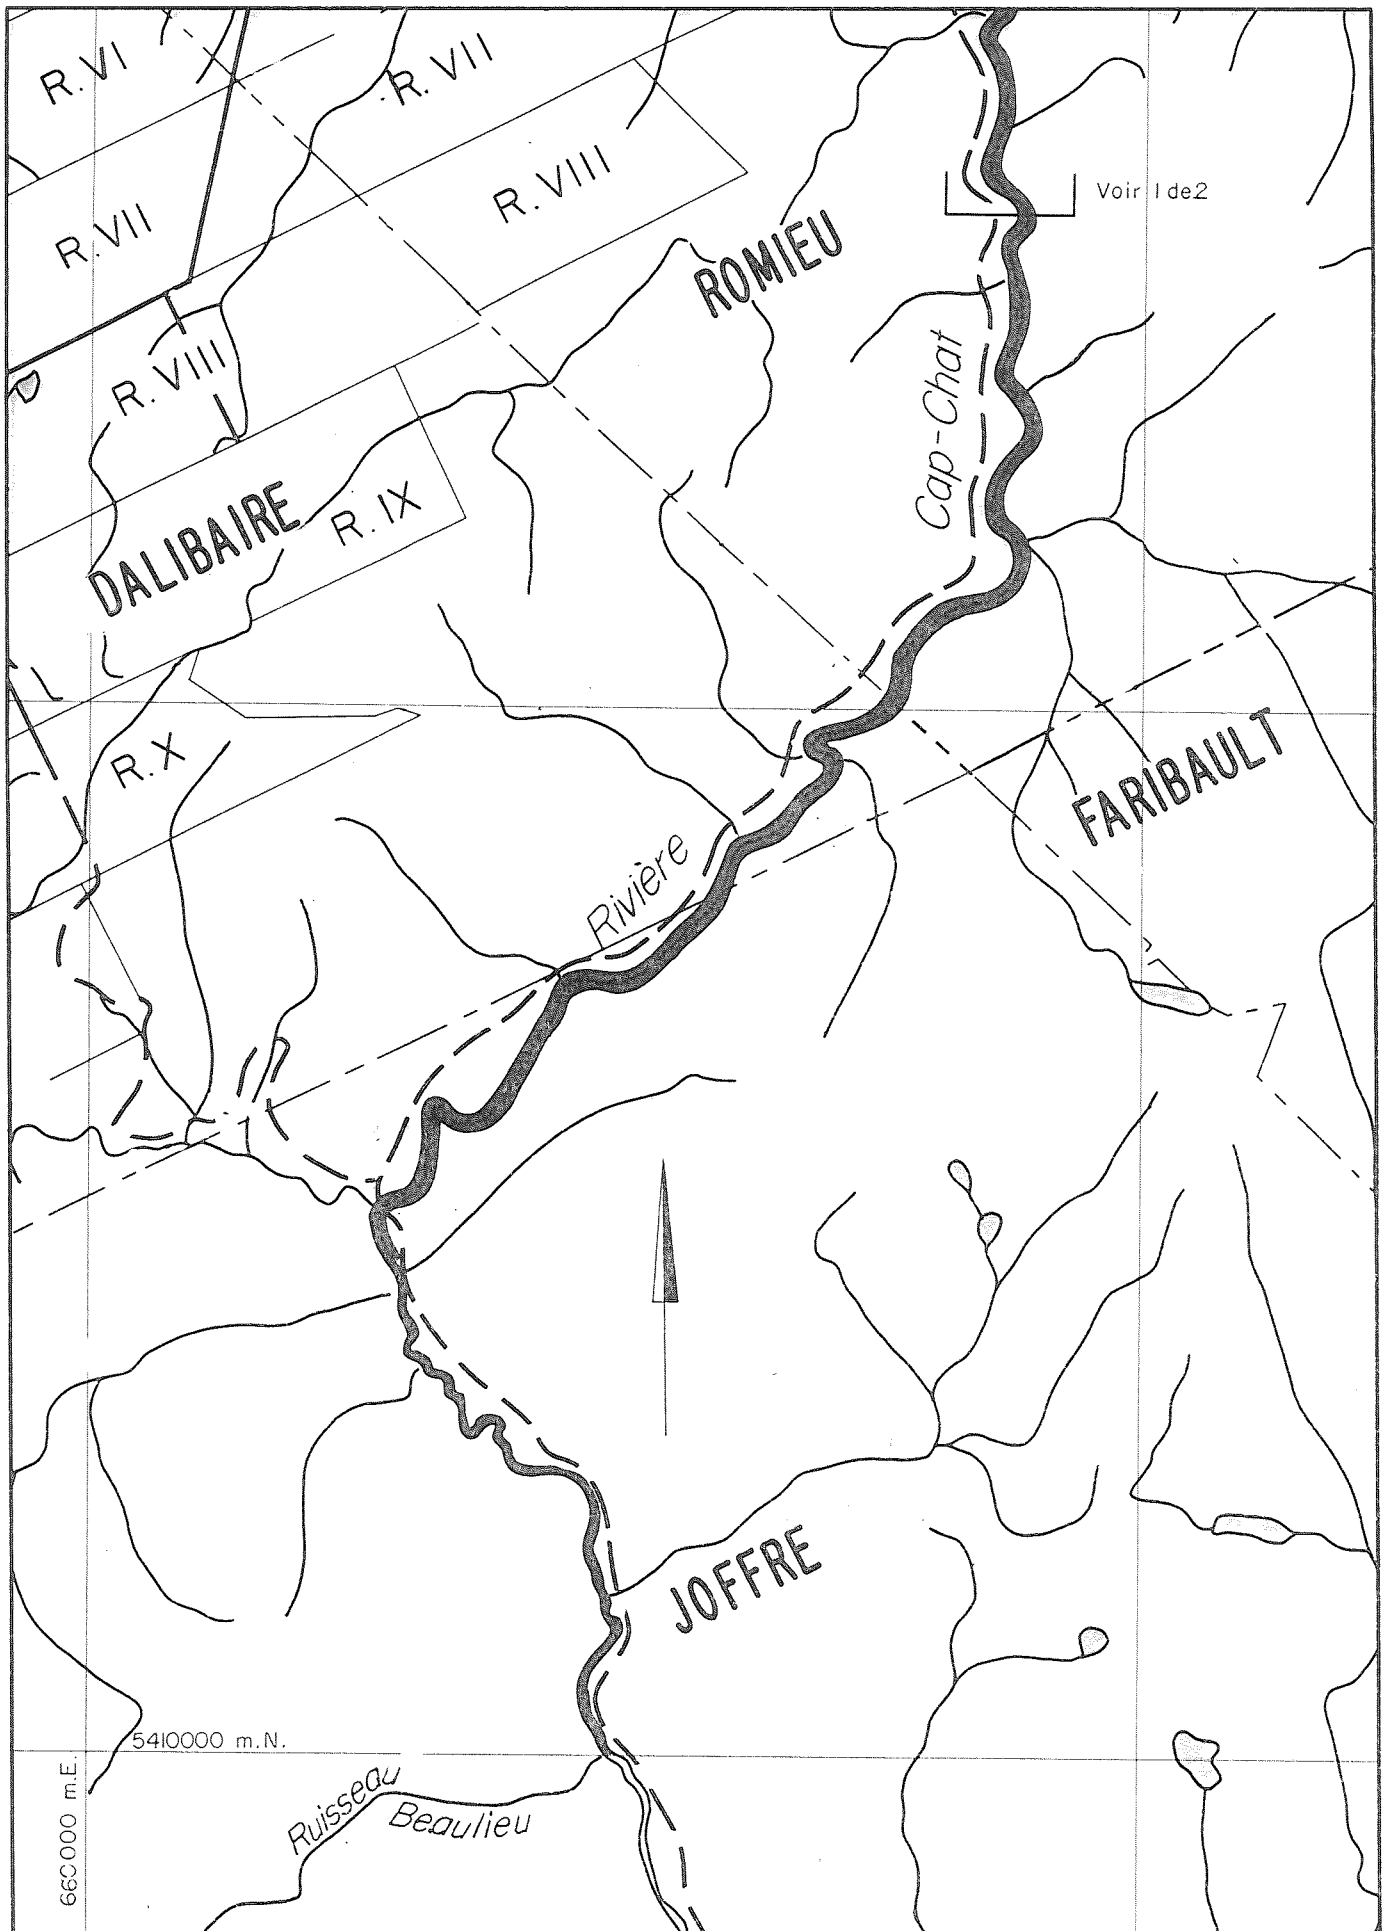 R. VI
R. VII
R. VII
R. VIII
Voir 1 de 2
ROMIEU
R. VIII
Cap-Chat
DALIBAIRE
R. IX
R. X
FARIBAULT
Rivière
JOFFRE
5410000 m.N.
660000 m.E.
Ruisseau
Beaulieu